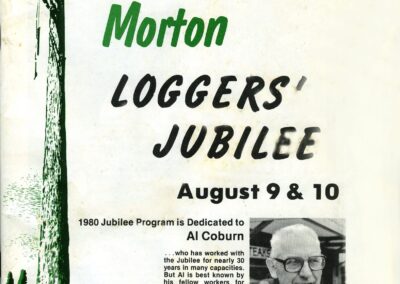 Morton
LOGGERS'
JUBILEE
August 9 & 10
1980 Jubilee Program is Dedicated to
Al Coburn
. . . who has worked with
the Jubilee for nearly 30
years in many capacities.
But Al is best known by
his fellow workers for
YEARS